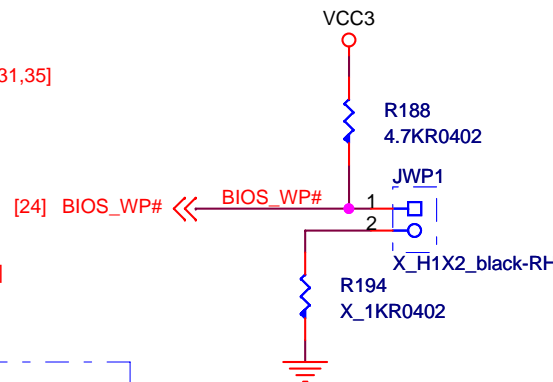 VCC3
31,35]
R188
4.7KR0402
JWP1
[24] BIOS_WP# BIOS_WP# 1
2
X_H1X2_black-RH
]
R194
X_1KR0402